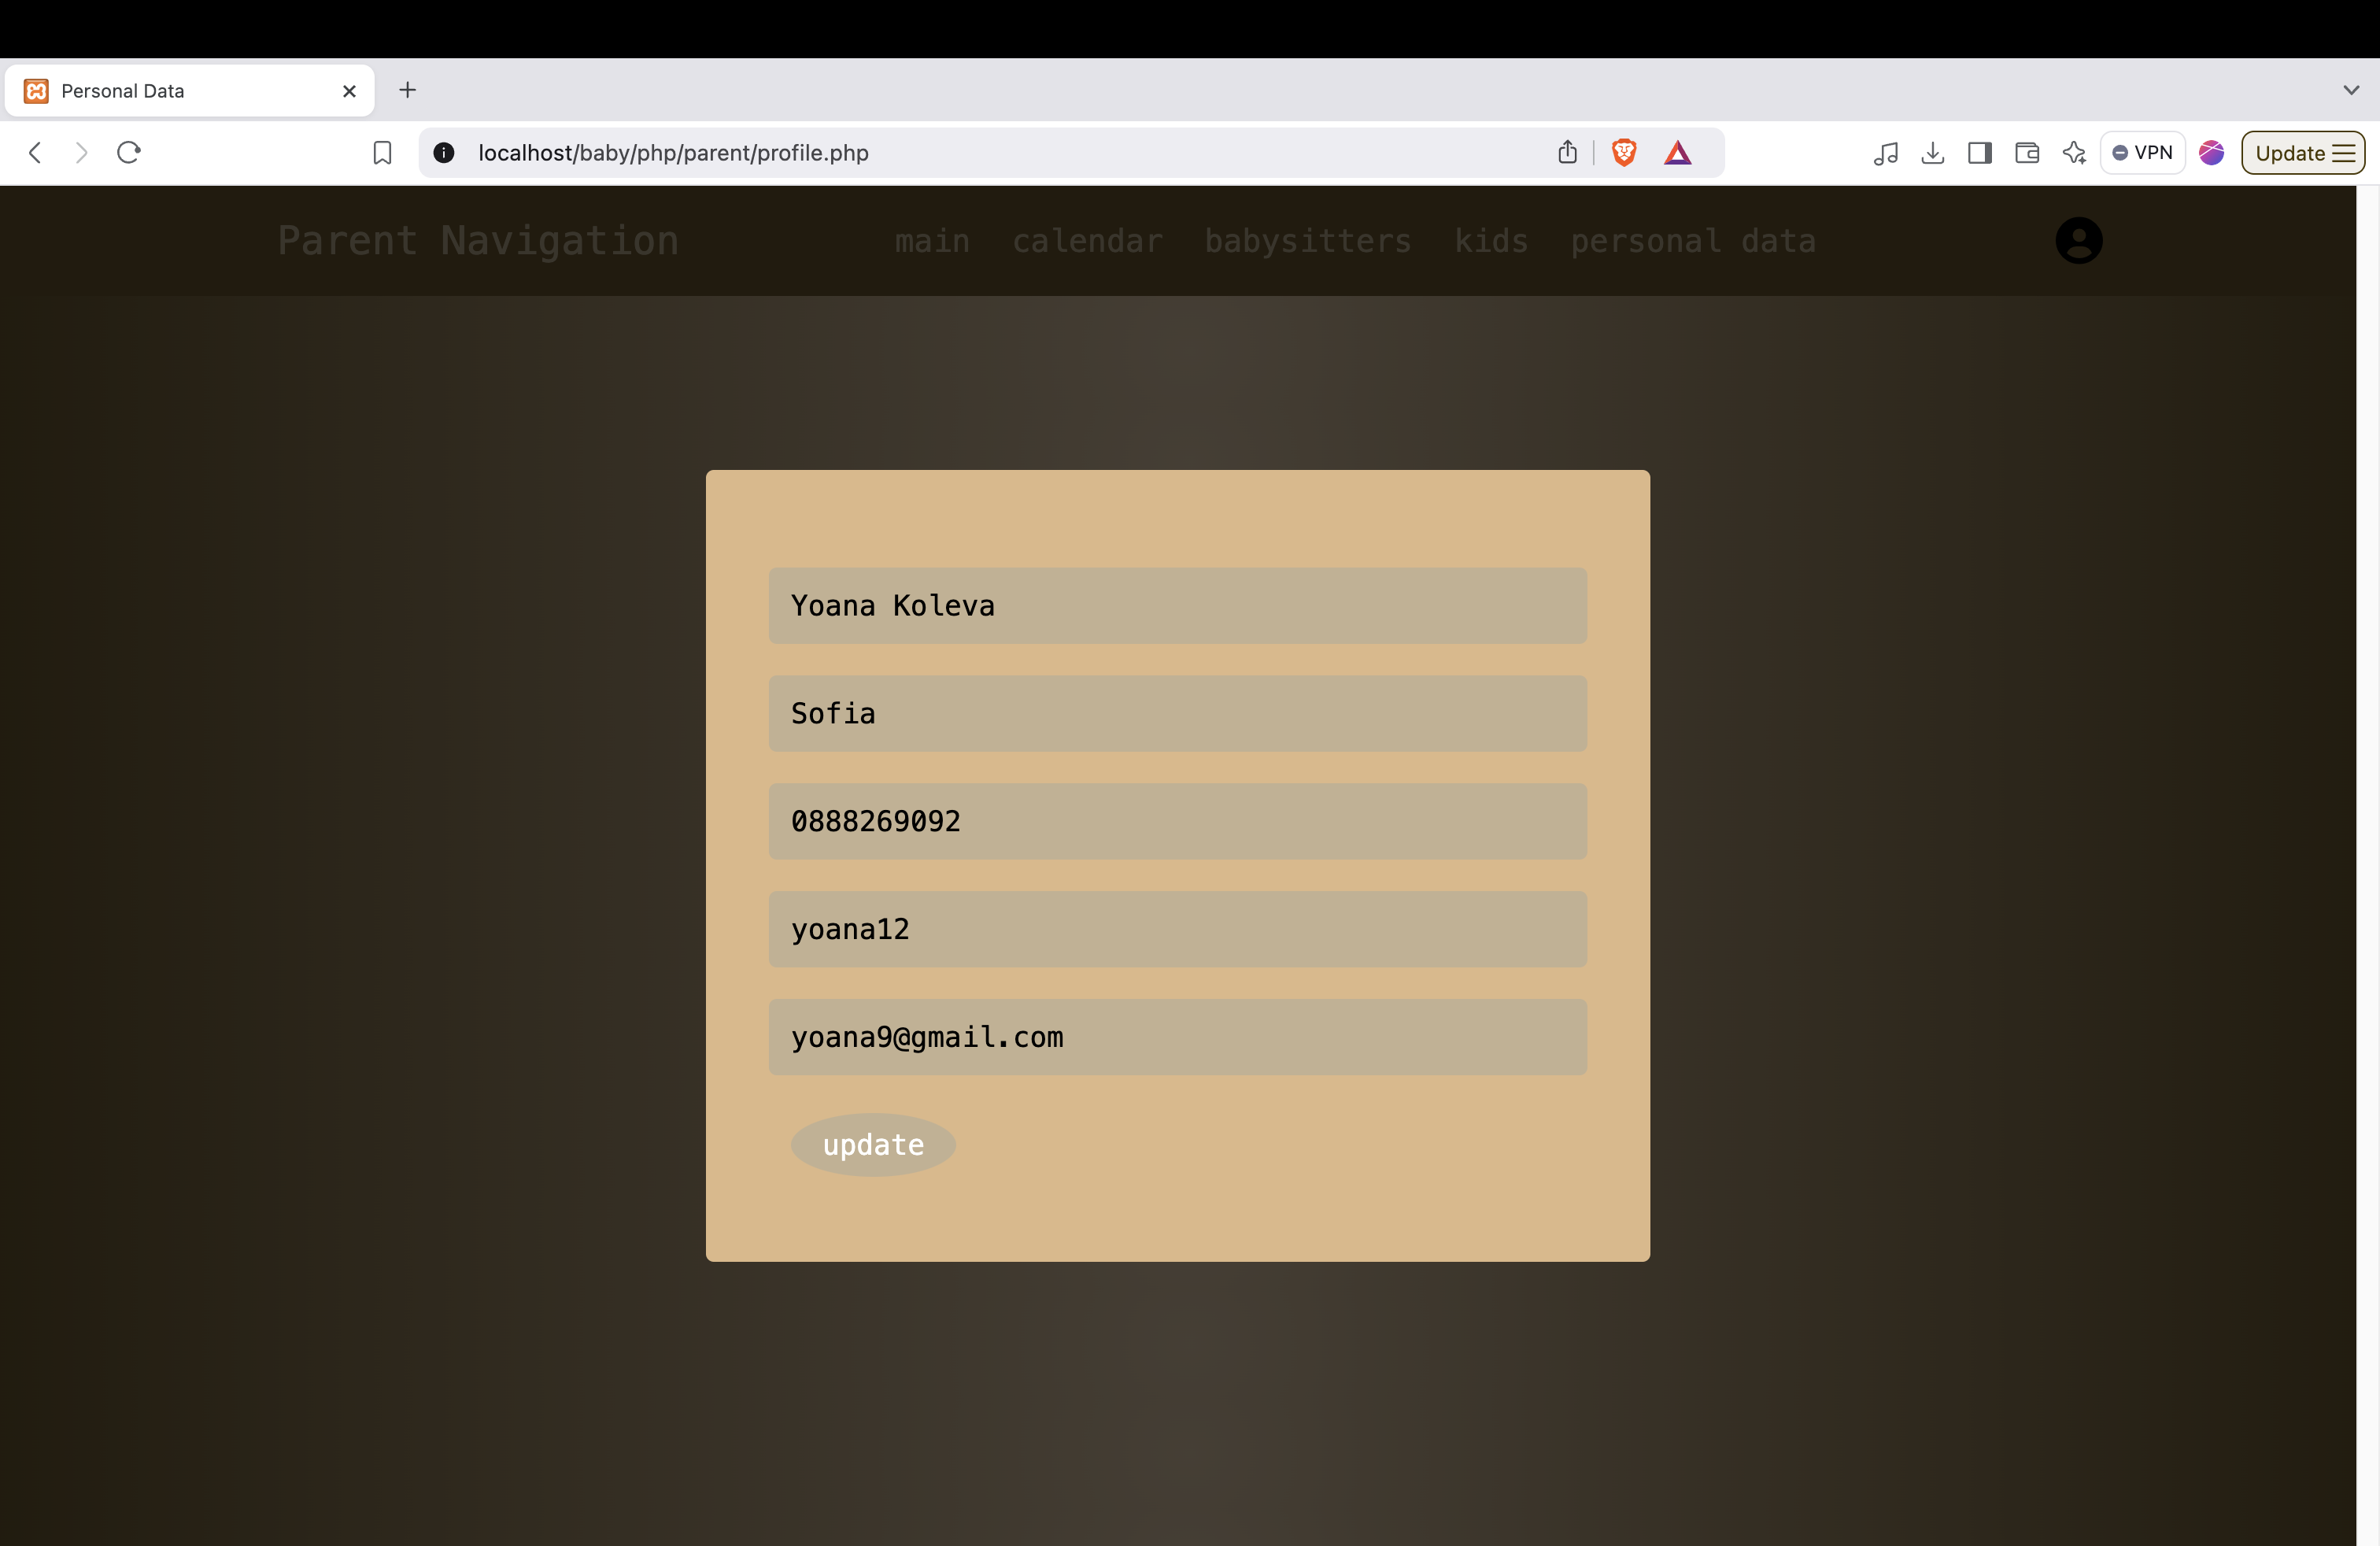 Personal Data
localhost/baby/php/parent/profile.php
VPN
Update
Parent Navigation
main calendar babysitters kids personal data
Yoana Koleva
Sofia
0888269092
yoana12
yoana9@gmail.com
update